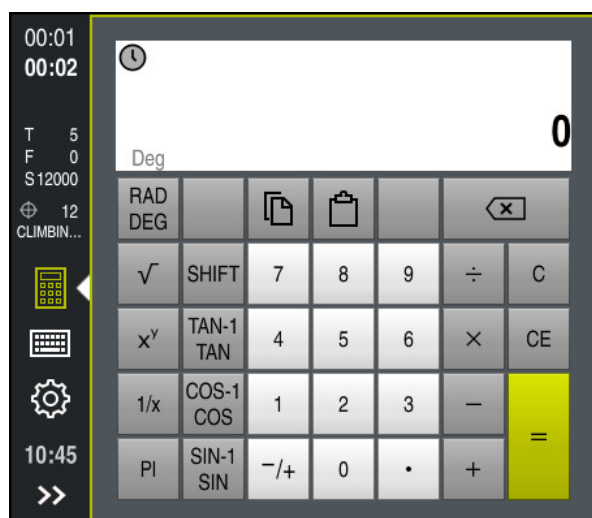 00:01
00:02
T 5
F 0
S12000
12
CLIMBIN...
10:45
>>
0
Deg
RAD
DEG
√ SHIFT 7 8 9 ÷ C
xʸ TAN-1
TAN 4 5 6 × CE
1/x COS-1
COS 1 2 3 − =
PI SIN-1
SIN −/+ 0 • +